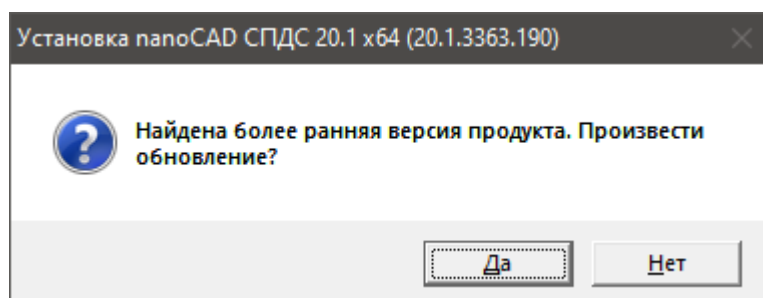 Установка nanoCAD СПДС 20.1 x64 (20.1.3363.190)
Найдена более ранняя версия продукта. Произвести
обновление?
Да
Нет